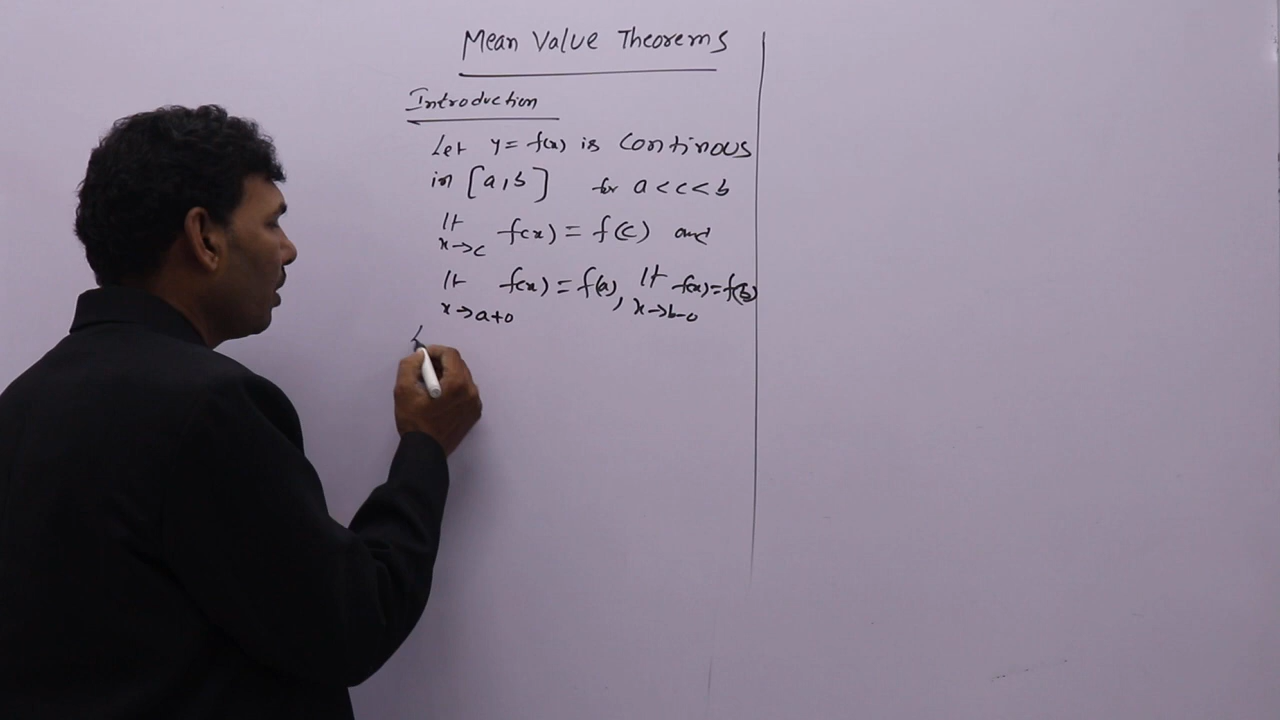 Mean Value Theorems
Introduction
Let y = f(x) is continous
in [a,b] for a < c < b
lt f(x) = f(c) and
x→c
lt f(x) = f(a), lt f(x) = f(b)
x→a+0 x→b-0